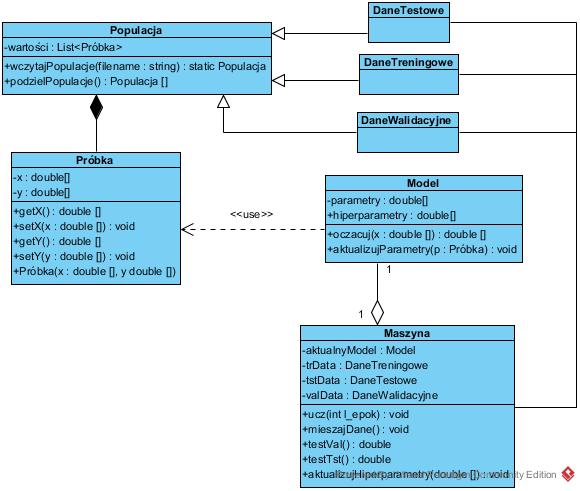 Populacja
-wartości : List<Próbka>
+wczytajPopulacje(filename : string) : static Populacja
+podzielPopulacje() : Populacja []
DaneTestowe
DaneTreningowe
DaneWalidacyjne
Próbka
-x : double[]
-y : double[]
+getX() : double []
+setX(x : double []) : void
+getY() : double []
+setY(y : double []) : void
+Próbka(x : double [], y double [])
<<use>>
Model
-parametry : double[]
-hiperparametry : double[]
+oczacuj(x : double []) : double []
+aktualizujParametry(p : Próbka) : void
1
1
Maszyna
-aktualnyModel : Model
-trData : DaneTreningowe
-tstData : DaneTestowe
-valData : DaneWalidacyjne
+ucz(int l_epok) : void
+mieszajDane() : void
+testVal() : double
+testTst() : double
+aktualizujHiperparametry(double []) : void
Community Edition